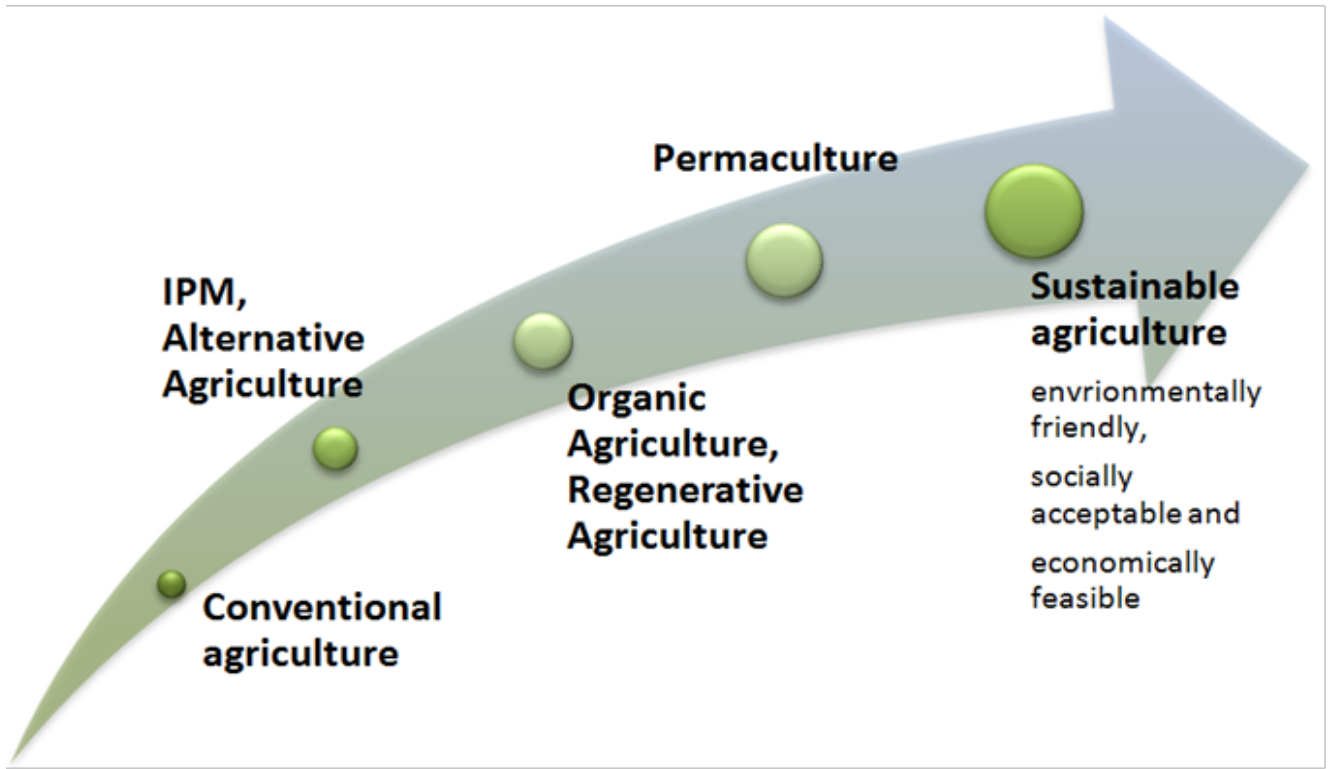 Permaculture
IPM,
Alternative
Agriculture
Sustainable
agriculture
envrionmentally
friendly,
socially
acceptable and
economically
feasible
Organic
Agriculture,
Regenerative
Agriculture
Conventional
agriculture